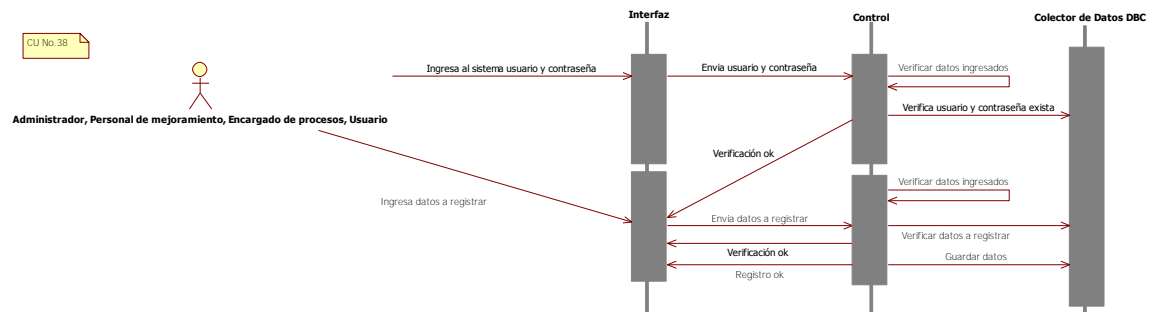 Interfaz
Control
Colector de Datos DBC
CU No.38
Ingresa al sistema usuario y contraseña
Envia usuario y contraseña
Verificar datos ingresados
Verifica usuario y contraseña exista
Administrador, Personal de mejoramiento, Encargado de procesos, Usuario
Verificación ok
Verificar datos ingresados
Ingresa datos a registrar
Envía datos a registrar
Verificar datos a registrar
Verificación ok
Guardar datos
Registro ok